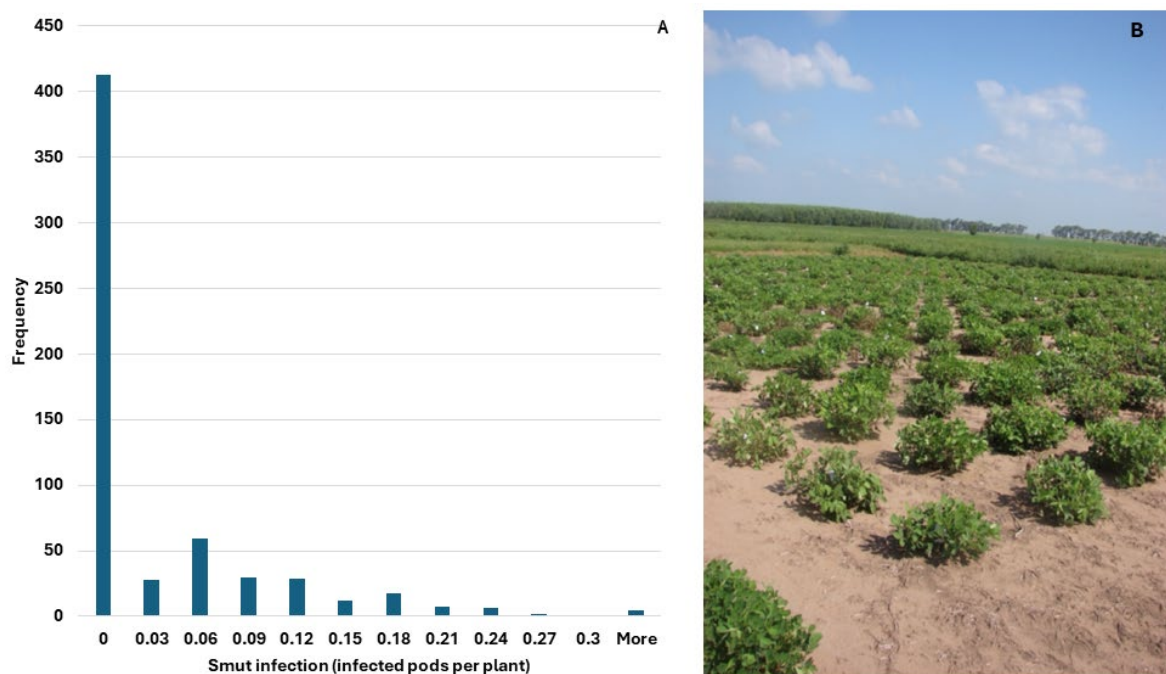 A
450
400
350
300
250
200
150
100
50
0
Frequency
0 0.03 0.06 0.09 0.12 0.15 0.18 0.21 0.24 0.27 0.3 More
Smut infection (infected pods per plant)
B